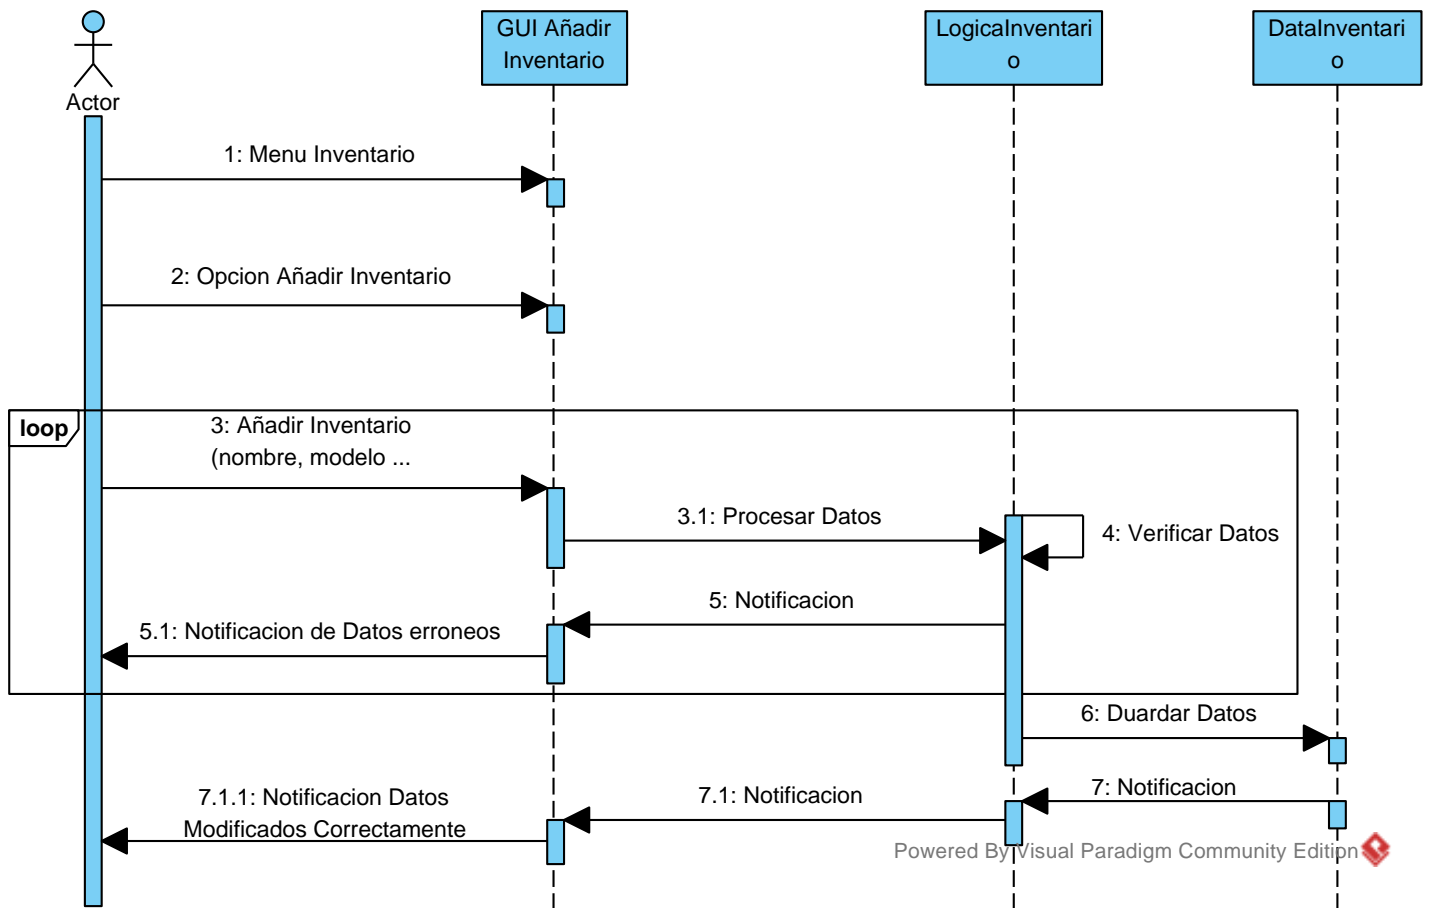 Actor
GUI Añadir
Inventario
LogicaInventari
o
DataInventari
o
1: Menu Inventario
2: Opcion Añadir Inventario
loop
3: Añadir Inventario
(nombre, modelo ...
3.1: Procesar Datos
4: Verificar Datos
5: Notificacion
5.1: Notificacion de Datos erroneos
6: Duardar Datos
7: Notificacion
7.1: Notificacion
7.1.1: Notificacion Datos
Modificados Correctamente
Powered By Visual Paradigm Community Edition